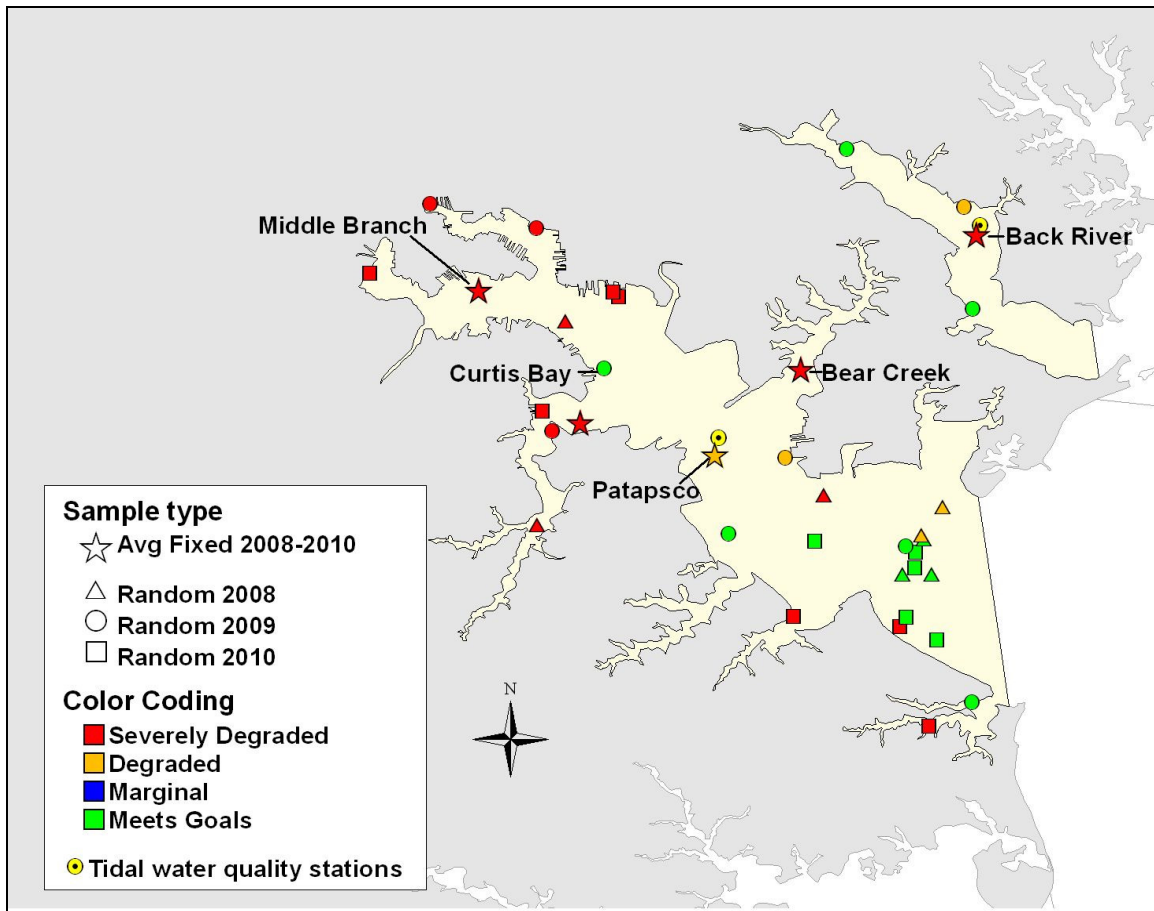 Middle Branch
Back River
Curtis Bay
Bear Creek
Patapsco
Sample type
Avg Fixed 2008-2010
Random 2008
Random 2009
Random 2010
Color Coding
Severely Degraded
Degraded
Marginal
Meets Goals
Tidal water quality stations
N